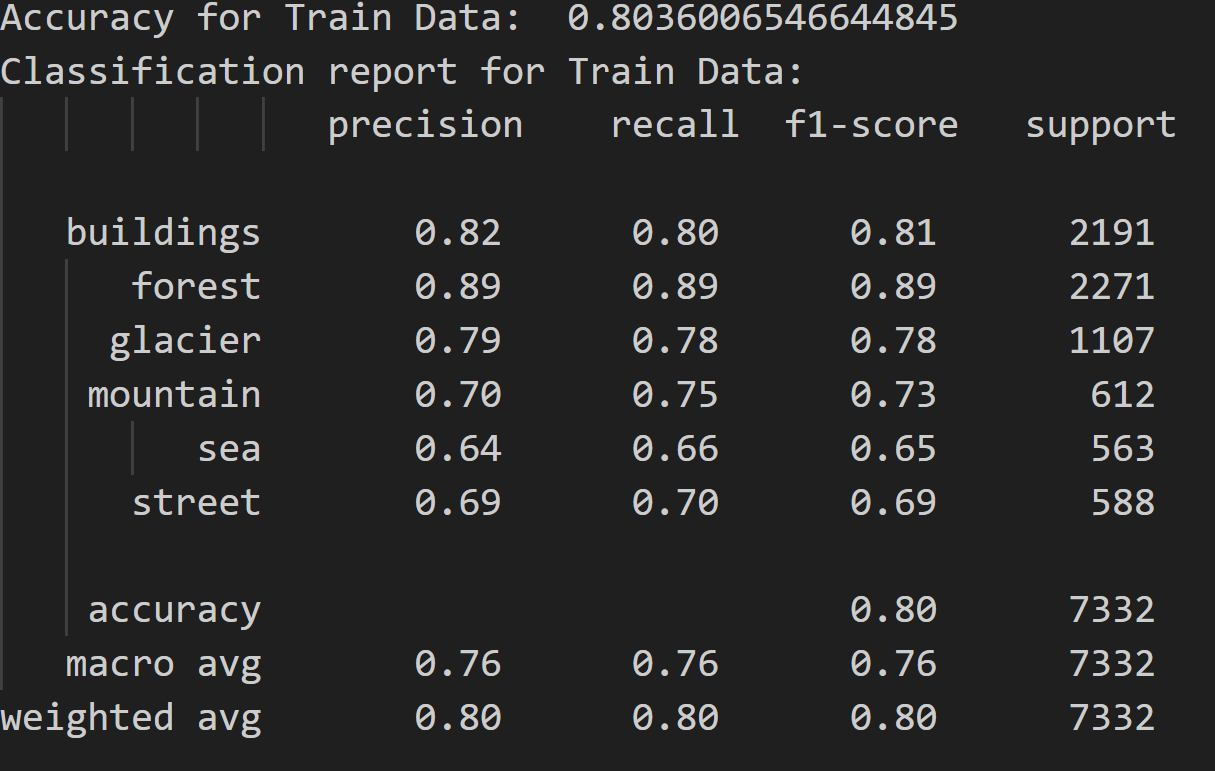 Accuracy for Train Data:  0.8036006546644845
Classification report for Train Data:
precision recall f1-score support
buildings 0.82 0.80 0.81 2191
forest 0.89 0.89 0.89 2271
glacier 0.79 0.78 0.78 1107
mountain 0.70 0.75 0.73 612
sea 0.64 0.66 0.65 563
street 0.69 0.70 0.69 588
accuracy 0.80 7332
macro avg 0.76 0.76 0.76 7332
weighted avg 0.80 0.80 0.80 7332